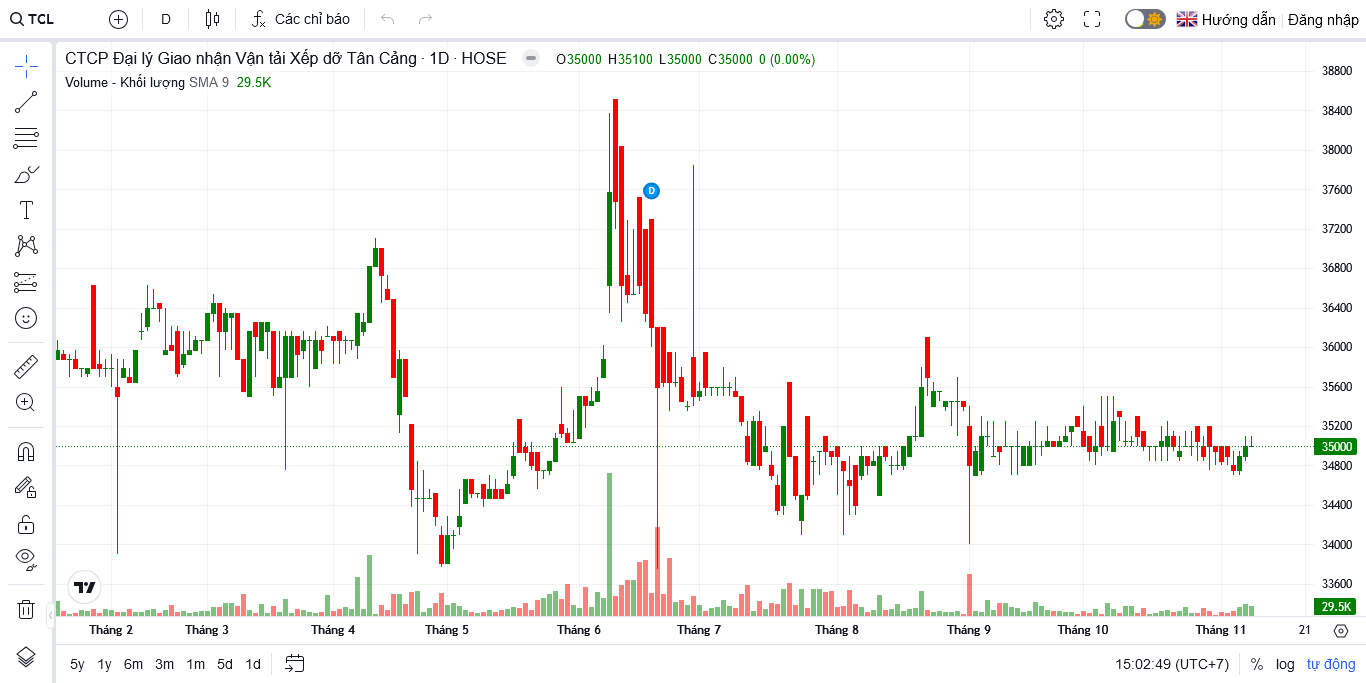 TCL D Các chỉ báo Hướng dẫn Đăng nhập
CTCP Đại lý Giao nhận Vận tải Xếp dỡ Tân Cảng · 1D · HOSE O35000 H35100 L35000 C35000 0 (0.00%)
Volume - Khối lượng SMA 9 29.5K
38800
38400
38000
37600
D
37200
36800
36400
36000
35600
35200
35000
34800
34400
34000
33600
29.5K
Tháng 2 Tháng 3 Tháng 4 Tháng 5 Tháng 6 Tháng 7 Tháng 8 Tháng 9 Tháng 10 Tháng 11 21
5y 1y 6m 3m 1m 5d 1d 15:02:49 (UTC+7) % log tự động